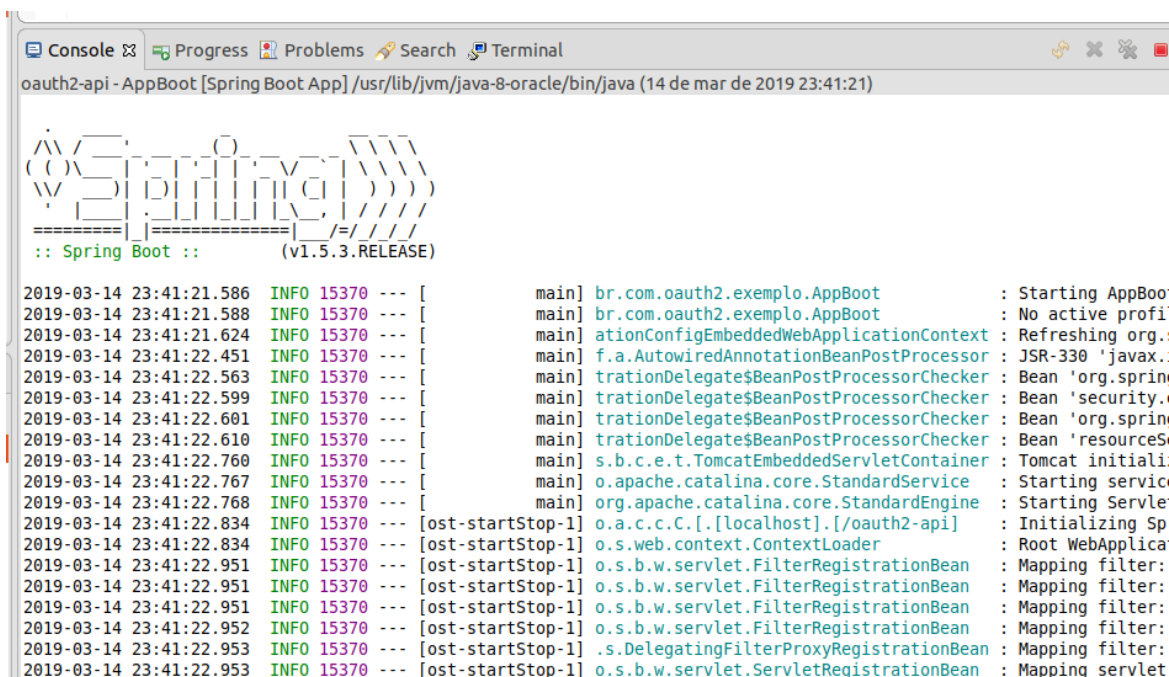 Console Progress Problems Search Terminal
oauth2-api - AppBoot [Spring Boot App] /usr/lib/jvm/java-8-oracle/bin/java (14 de mar de 2019 23:41:21)
  .   ____          _            __ _ _
 /\\ / ___'_ __ _ _(_)_ __  __ _ \ \ \ \
( ( )\___ | '_ | '_| | '_ \/ _` | \ \ \ \
 \\/  ___)| |_)| | | | | || (_| |  ) ) ) )
  '  |____| .__|_| |_|_| |_\__, | / / / /
 =========|_|==============|___/=/_/_/_/
 :: Spring Boot ::        (v1.5.3.RELEASE)
2019-03-14 23:41:21.586  INFO 15370 --- [           main] br.com.oauth2.exemplo.AppBoot            : Starting AppBoot
2019-03-14 23:41:21.588  INFO 15370 --- [           main] br.com.oauth2.exemplo.AppBoot            : No active profil
2019-03-14 23:41:21.624  INFO 15370 --- [           main] ationConfigEmbeddedWebApplicationContext : Refreshing org.s
2019-03-14 23:41:22.451  INFO 15370 --- [           main] f.a.AutowiredAnnotationBeanPostProcessor : JSR-330 'javax.i
2019-03-14 23:41:22.563  INFO 15370 --- [           main] trationDelegate$BeanPostProcessorChecker : Bean 'org.spring
2019-03-14 23:41:22.599  INFO 15370 --- [           main] trationDelegate$BeanPostProcessorChecker : Bean 'security.o
2019-03-14 23:41:22.601  INFO 15370 --- [           main] trationDelegate$BeanPostProcessorChecker : Bean 'org.spring
2019-03-14 23:41:22.610  INFO 15370 --- [           main] trationDelegate$BeanPostProcessorChecker : Bean 'resourceSe
2019-03-14 23:41:22.760  INFO 15370 --- [           main] s.b.c.e.t.TomcatEmbeddedServletContainer : Tomcat initializ
2019-03-14 23:41:22.767  INFO 15370 --- [           main] o.apache.catalina.core.StandardService   : Starting service
2019-03-14 23:41:22.768  INFO 15370 --- [           main] org.apache.catalina.core.StandardEngine  : Starting Servlet
2019-03-14 23:41:22.834  INFO 15370 --- [ost-startStop-1] o.a.c.c.C.[.[localhost].[/oauth2-api]    : Initializing Sp
2019-03-14 23:41:22.834  INFO 15370 --- [ost-startStop-1] o.s.web.context.ContextLoader            : Root WebApplicat
2019-03-14 23:41:22.951  INFO 15370 --- [ost-startStop-1] o.s.b.w.servlet.FilterRegistrationBean   : Mapping filter:
2019-03-14 23:41:22.951  INFO 15370 --- [ost-startStop-1] o.s.b.w.servlet.FilterRegistrationBean   : Mapping filter:
2019-03-14 23:41:22.951  INFO 15370 --- [ost-startStop-1] o.s.b.w.servlet.FilterRegistrationBean   : Mapping filter:
2019-03-14 23:41:22.952  INFO 15370 --- [ost-startStop-1] o.s.b.w.servlet.FilterRegistrationBean   : Mapping filter:
2019-03-14 23:41:22.953  INFO 15370 --- [ost-startStop-1] .s.DelegatingFilterProxyRegistrationBean : Mapping filter:
2019-03-14 23:41:22.953  INFO 15370 --- [ost-startStop-1] o.s.b.w.servlet.ServletRegistrationBean  : Mapping servlet